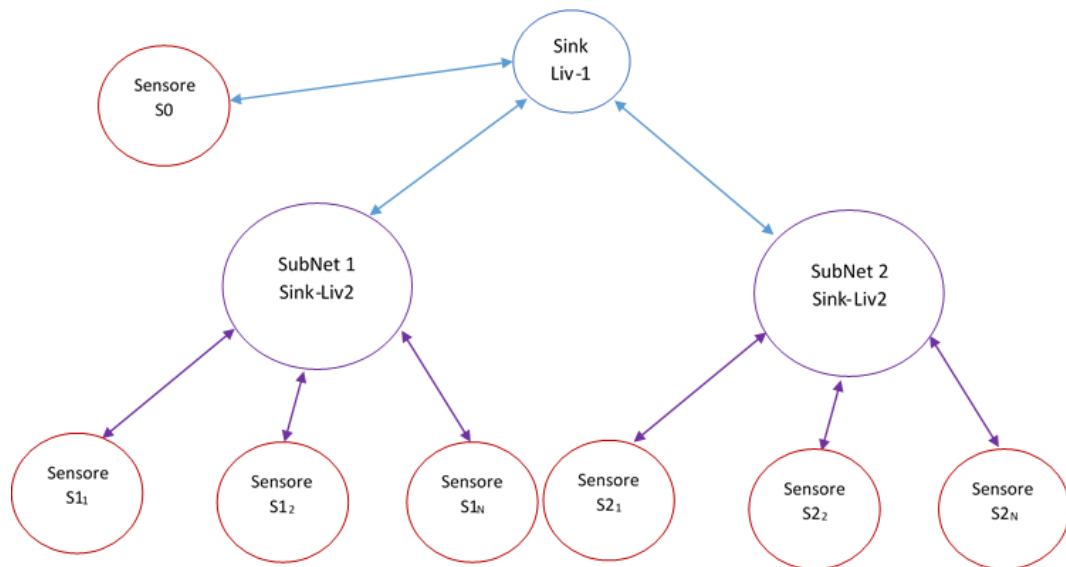 Sink
Liv-1
Sensore
S0
SubNet 1
Sink-Liv2
SubNet 2
Sink-Liv2
Sensore
S1₁
Sensore
S1₂
Sensore
S1ₙ
Sensore
S2₁
Sensore
S2₂
Sensore
S2ₙ